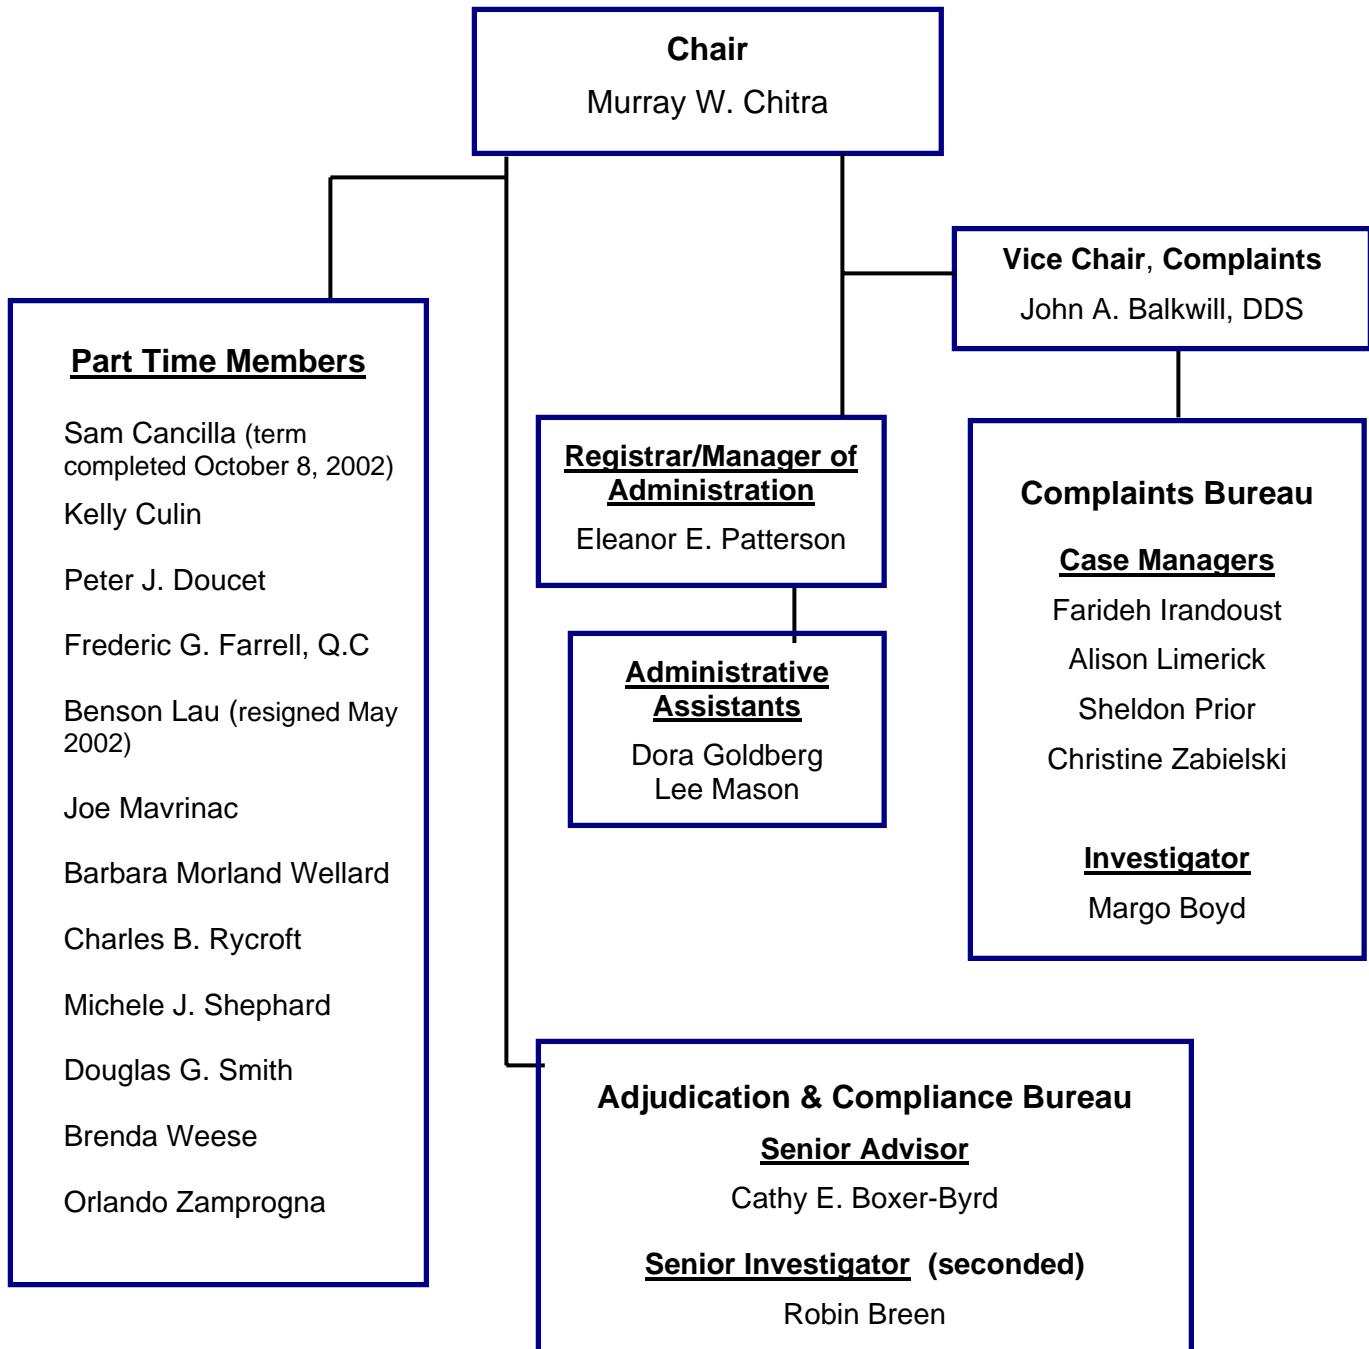 Chair
Murray W. Chitra
Vice Chair, Complaints
John A. Balkwill, DDS
Part Time Members
Sam Cancilla (term
completed October 8, 2002)
Kelly Culin
Peter J. Doucet
Frederic G. Farrell, Q.C
Benson Lau (resigned May
2002)
Joe Mavrinac
Barbara Morland Wellard
Charles B. Rycroft
Michele J. Shephard
Douglas G. Smith
Brenda Weese
Orlando Zamprogna
Registrar/Manager of
Administration
Eleanor E. Patterson
Administrative
Assistants
Dora Goldberg
Lee Mason
Complaints Bureau
Case Managers
Farideh Irandoust
Alison Limerick
Sheldon Prior
Christine Zabielski
Investigator
Margo Boyd
Adjudication & Compliance Bureau
Senior Advisor
Cathy E. Boxer-Byrd
Senior Investigator (seconded)
Robin Breen